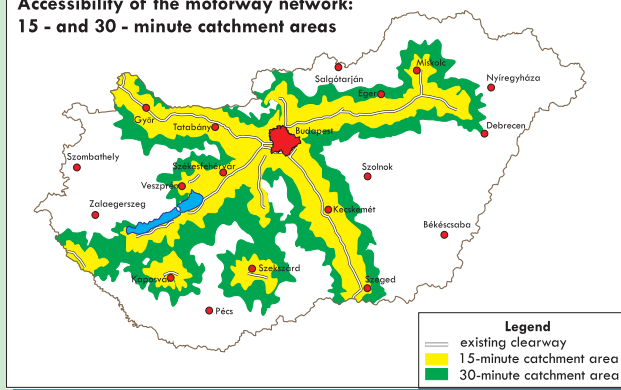 Accessibility of the motorway network:
15 - and 30 - minute catchment areas
Miskolc
Salgótarján
Nyíregyháza
Eger
Győr
Tatabány
Budapest
Debrecen
Szombathely
Székesfehérvár
Szolnok
Veszprém
Zalaegerszeg
Kecskémét
Békéscsaba
Szekszárd
Kaposvár
Szeged
Pécs
Legend
existing clearway
15-minute catchment area
30-minute catchment area